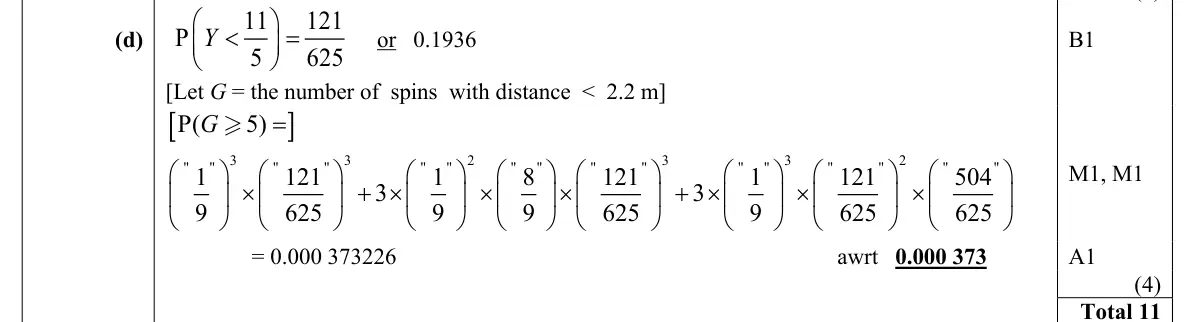 (d) P(Y < 11/5) = 121/625 or 0.1936 B1
[Let G = the number of spins with distance < 2.2 m]
[P(G ⩾ 5) =]
("1/9")³ × ("121/625")³ + 3 × ("1/9")² × ("8/9") × ("121/625")³ + 3 × ("1/9")³ × ("121/625")² × ("504/625") M1, M1
= 0.000 373226 awrt 0.000 373 A1
(4)
Total 11